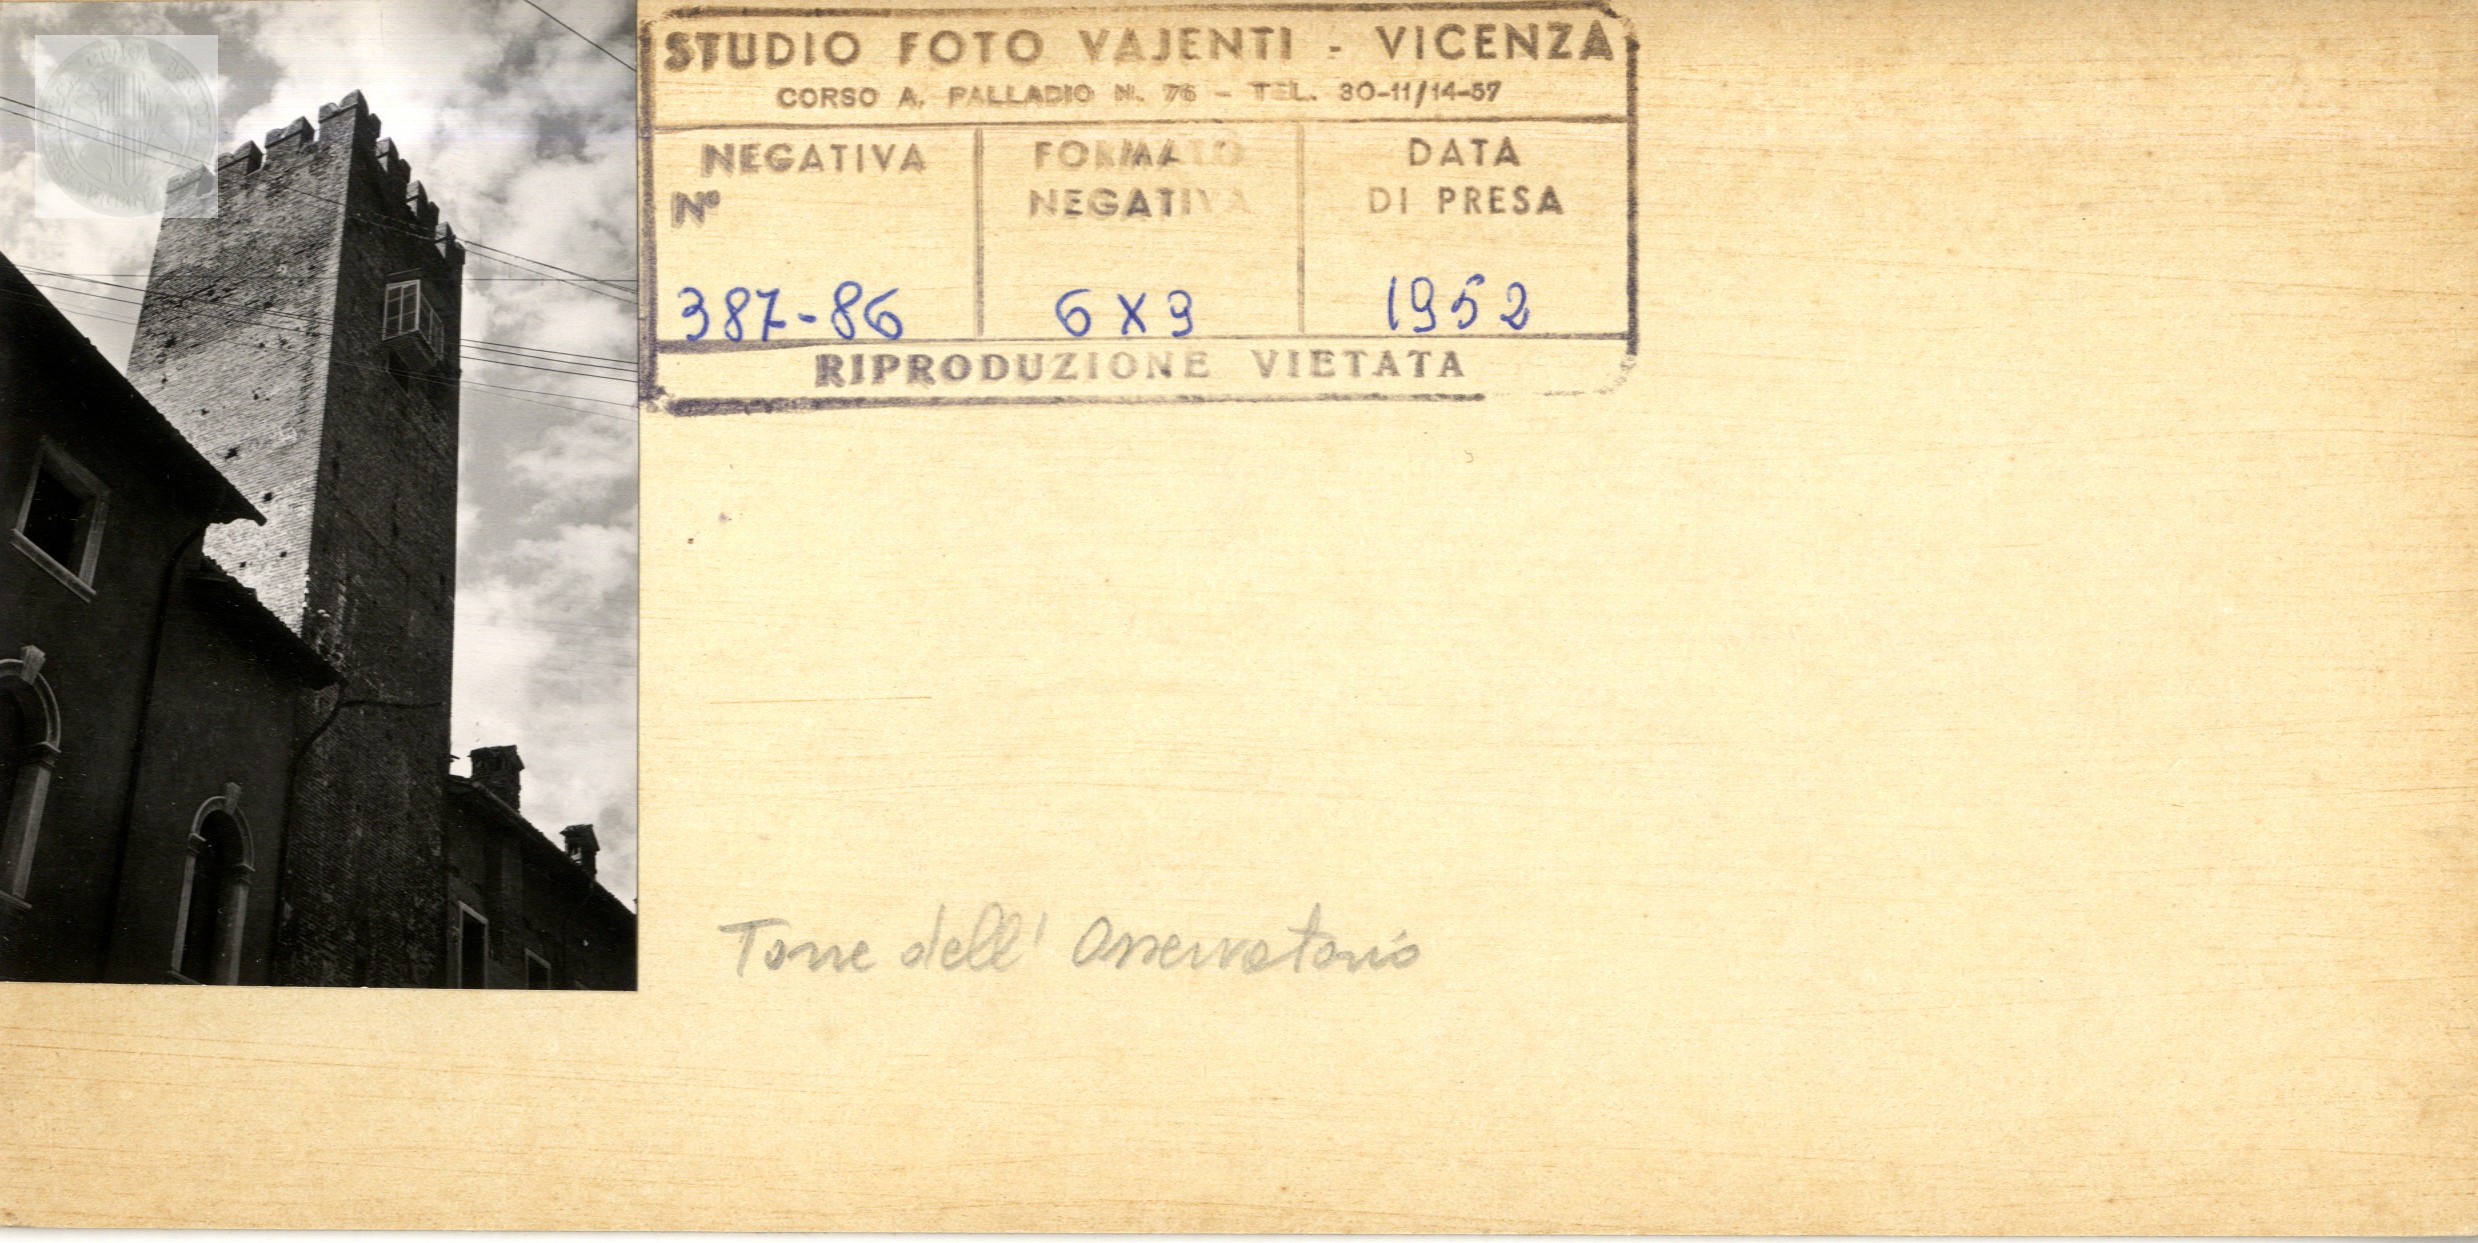 STUDIO FOTO VAJENTI - VICENZA
CORSO A. PALLADIO N. 76 - TEL. 30-11/14-57
NEGATIVA
Nº
387-86
FORMATO
NEGATIVA
6X9
DATA
DI PRESA
1952
RIPRODUZIONE VIETATA
Torre dell' Osservatorio